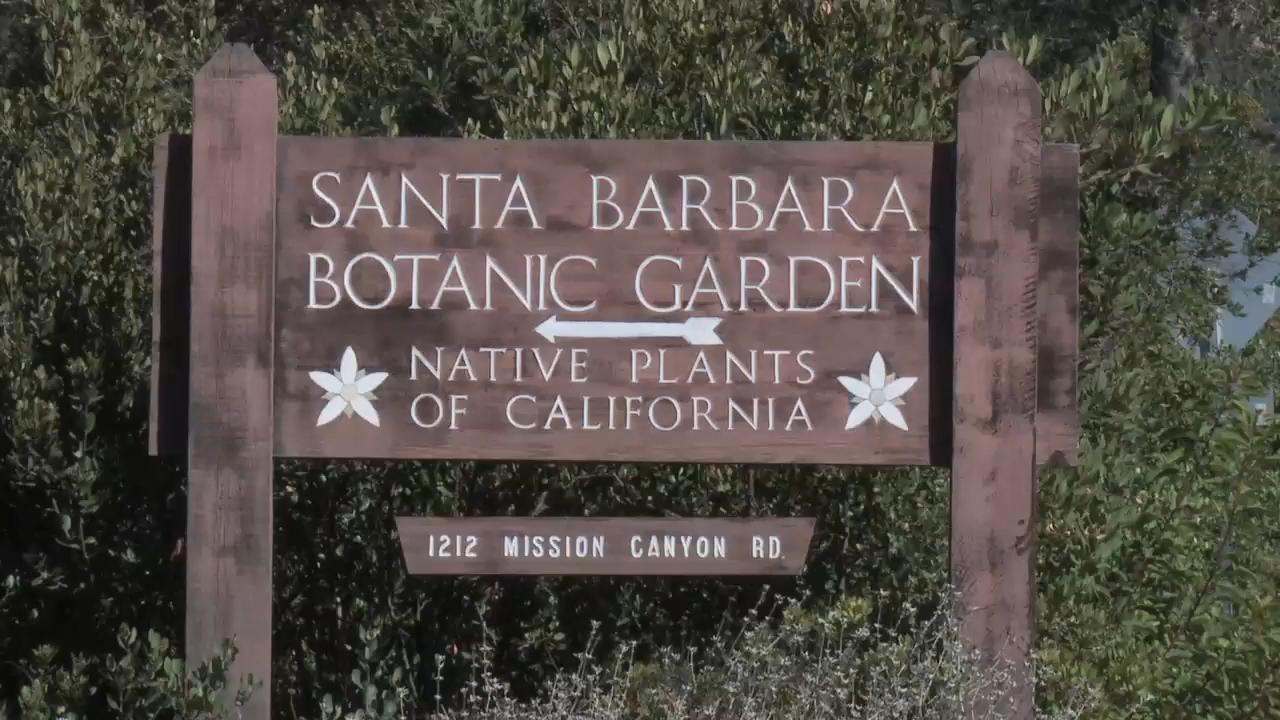 SANTA BARBARA
BOTANIC GARDEN
NATIVE PLANTS
OF CALIFORNIA
1212 MISSION CANYON RD.